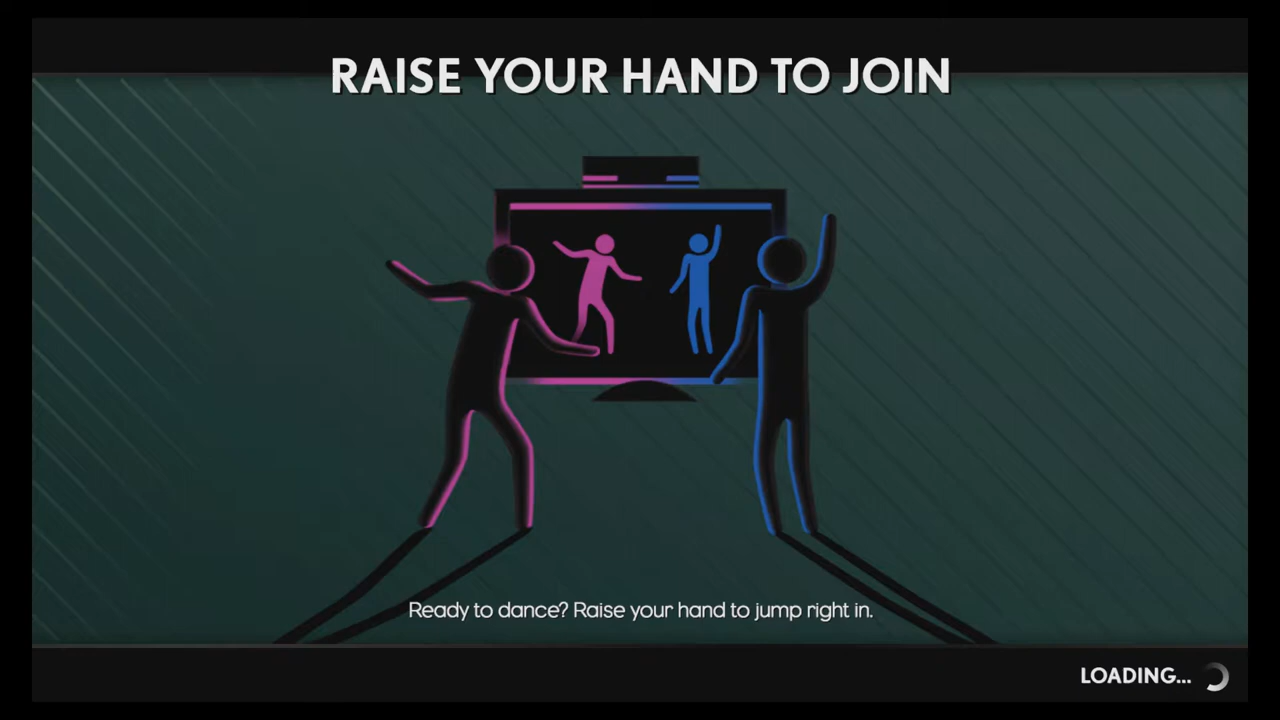 RAISE YOUR HAND TO JOIN
Ready to dance? Raise your hand to jump right in.
LOADING...